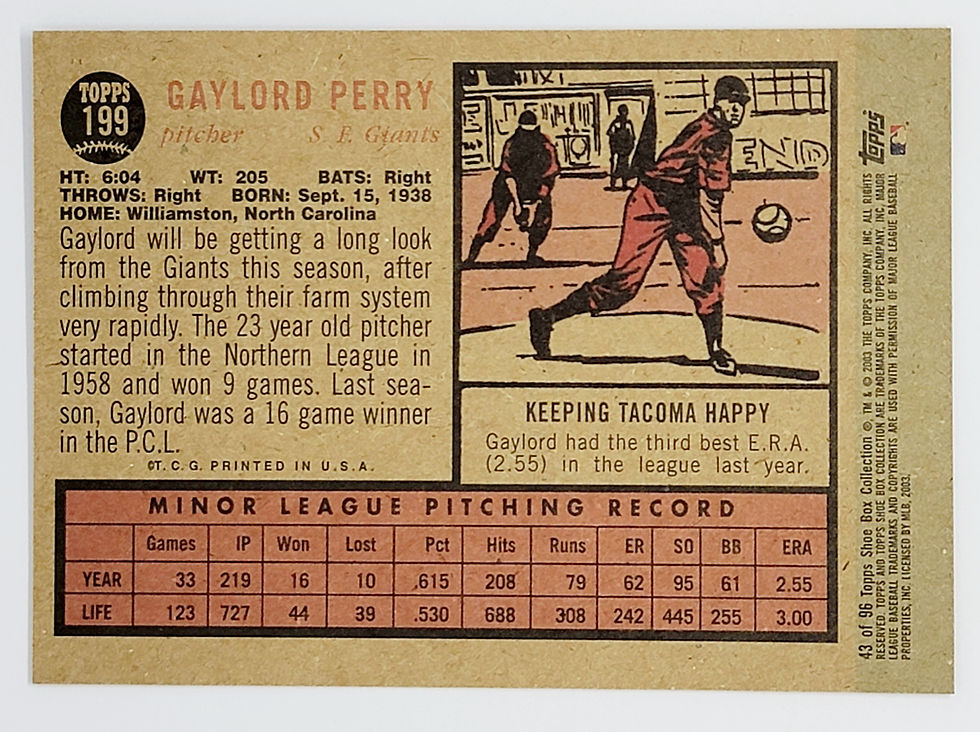 TOPPS
199
GAYLORD PERRY
pitcher S. F. Giants
HT: 6:04 WT: 205 BATS: Right
THROWS: Right BORN: Sept. 15, 1938
HOME: Williamston, North Carolina
Gaylord will be getting a long look
from the Giants this season, after
climbing through their farm system
very rapidly. The 23 year old pitcher
started in the Northern League in
1958 and won 9 games. Last sea-
son, Gaylord was a 16 game winner
in the P.C.L.
©T.C.G. PRINTED IN U.S.A.
KEEPING TACOMA HAPPY
Gaylord had the third best E.R.A.
(2.55) in the league last year.
MINOR LEAGUE PITCHING RECORD
Games IP Won Lost Pct Hits Runs ER SO BB ERA
YEAR 33 219 16 10 .615 208 79 62 95 61 2.55
LIFE 123 727 44 39 .530 688 308 242 445 255 3.00
Topps
43 of 96 Topps Shoe Box Collection ®, TM & © 2003 THE TOPPS COMPANY, INC. ALL RIGHTS
RESERVED. TOPPS AND TOPPS SHOE BOX COLLECTION ARE TRADEMARKS OF THE TOPPS COMPANY, INC. MAJOR
LEAGUE BASEBALL TRADEMARKS AND COPYRIGHTS ARE USED WITH PERMISSION OF MAJOR LEAGUE BASEBALL
PROPERTIES, INC. LICENSED BY MLB, 2003.